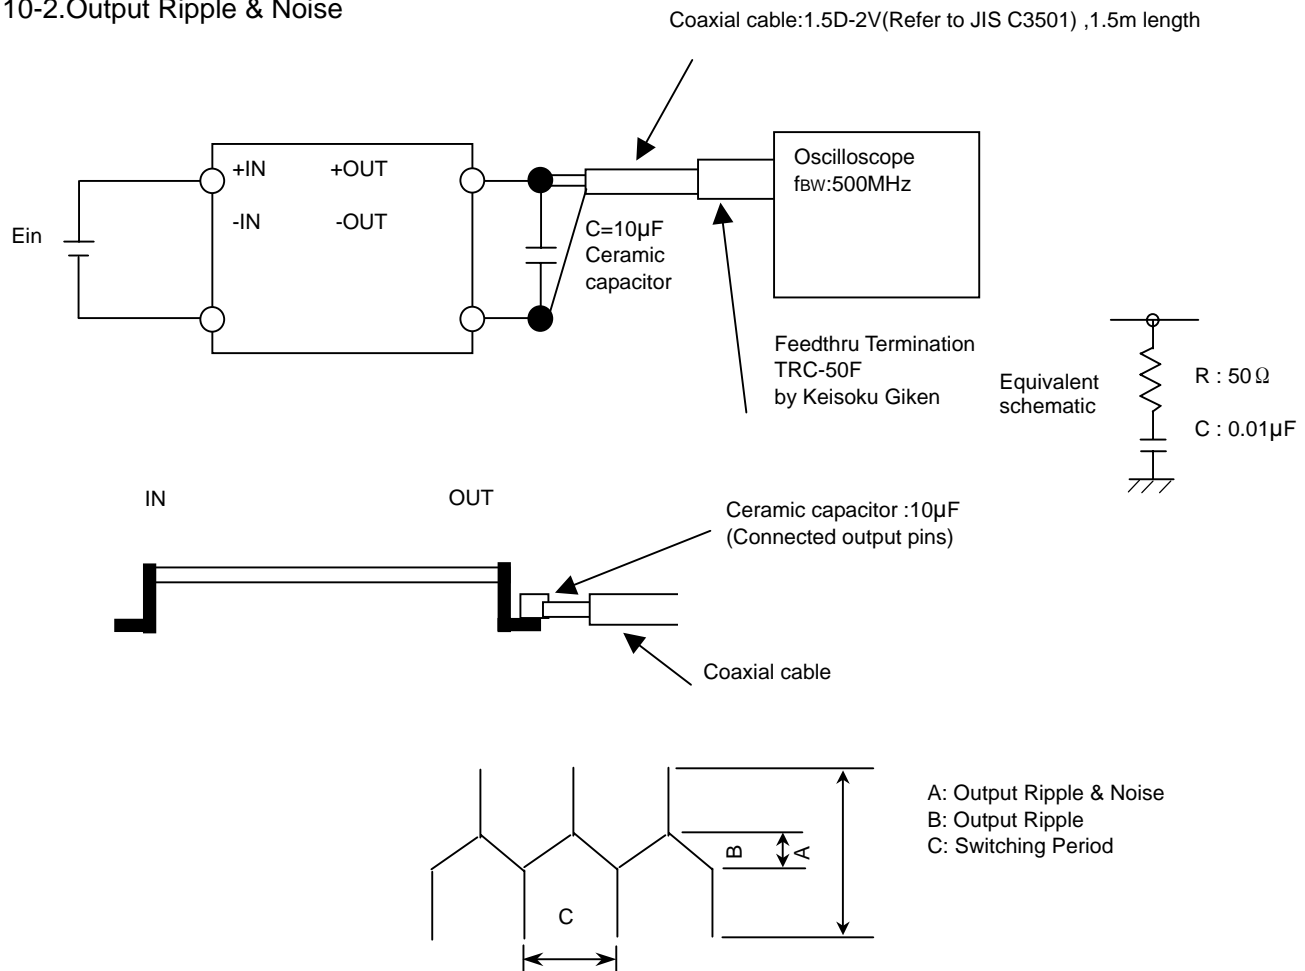 10-2.Output Ripple & Noise
Coaxial cable:1.5D-2V(Refer to JIS C3501) ,1.5m length
+IN
+OUT
-IN
-OUT
Ein
Oscilloscope
fBW:500MHz
C=10µF
Ceramic
capacitor
Feedthru Termination
TRC-50F
by Keisoku Giken
Equivalent
schematic
R : 50Ω
C : 0.01µF
IN
OUT
Ceramic capacitor :10µF
(Connected output pins)
Coaxial cable
A: Output Ripple & Noise
B: Output Ripple
C: Switching Period
B
A
C